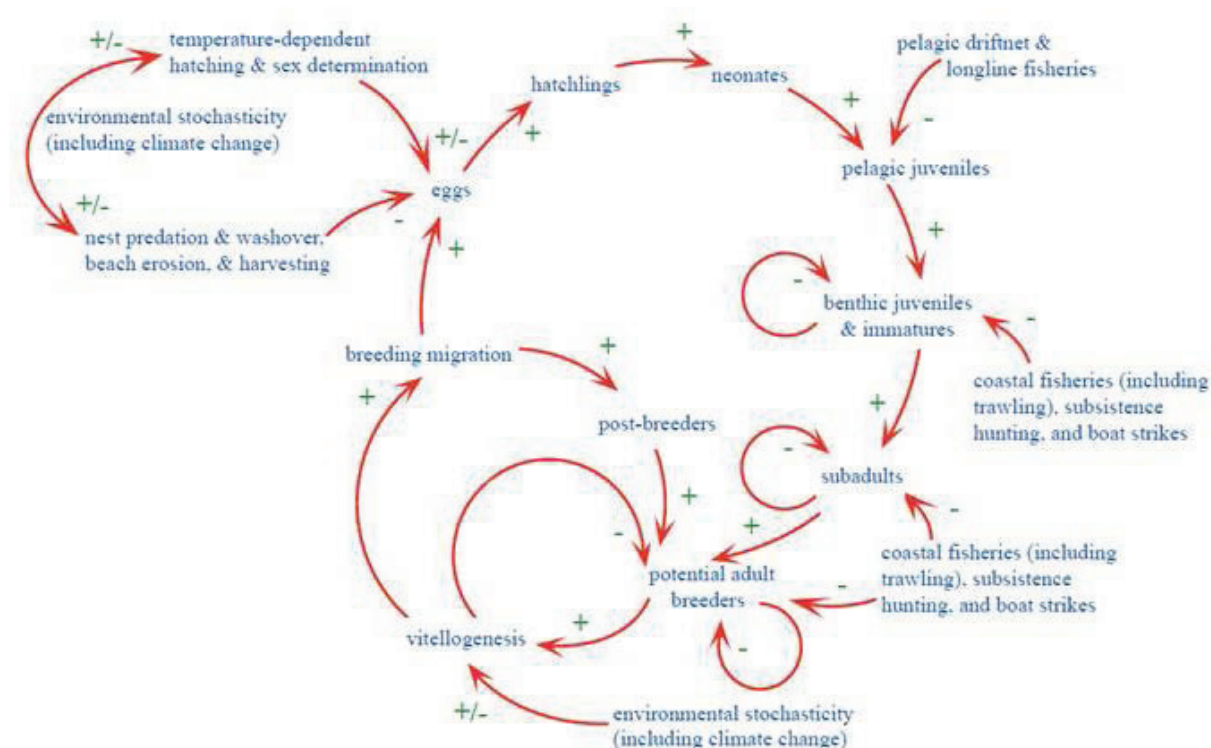 +/-
temperature-dependent
hatching & sex determination
environmental stochasticity
(including climate change)
+/-
nest predation & washover,
beach erosion, & harvesting
+/-
-
eggs
+
+
hatchlings
+
neonates
+
pelagic driftnet &
longline fisheries
-
pelagic juveniles
+
-
benthic juveniles
& immatures
-
coastal fisheries (including
trawling), subsistence
hunting, and boat strikes
+
-
subadults
-
coastal fisheries (including
trawling), subsistence
hunting, and boat strikes
-
+
breeding migration
+
post-breeders
+
+
-
potential adult
breeders
-
+
vitellogenesis
+/-
environmental stochasticity
(including climate change)